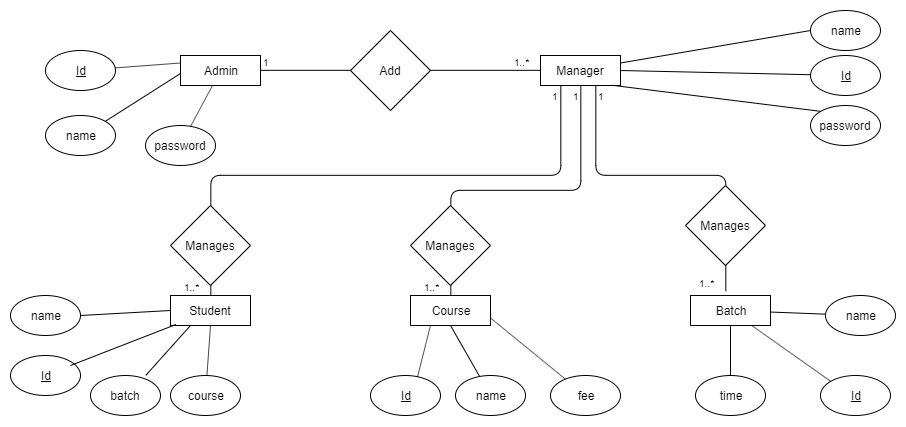 name
Id
Admin
1
Add
1..*
Manager
Id
name
password
password
1
1
1
Manages
Manages
Manages
1..*
1..*
1..*
name
Student
Course
Batch
name
Id
batch
course
Id
name
fee
time
Id